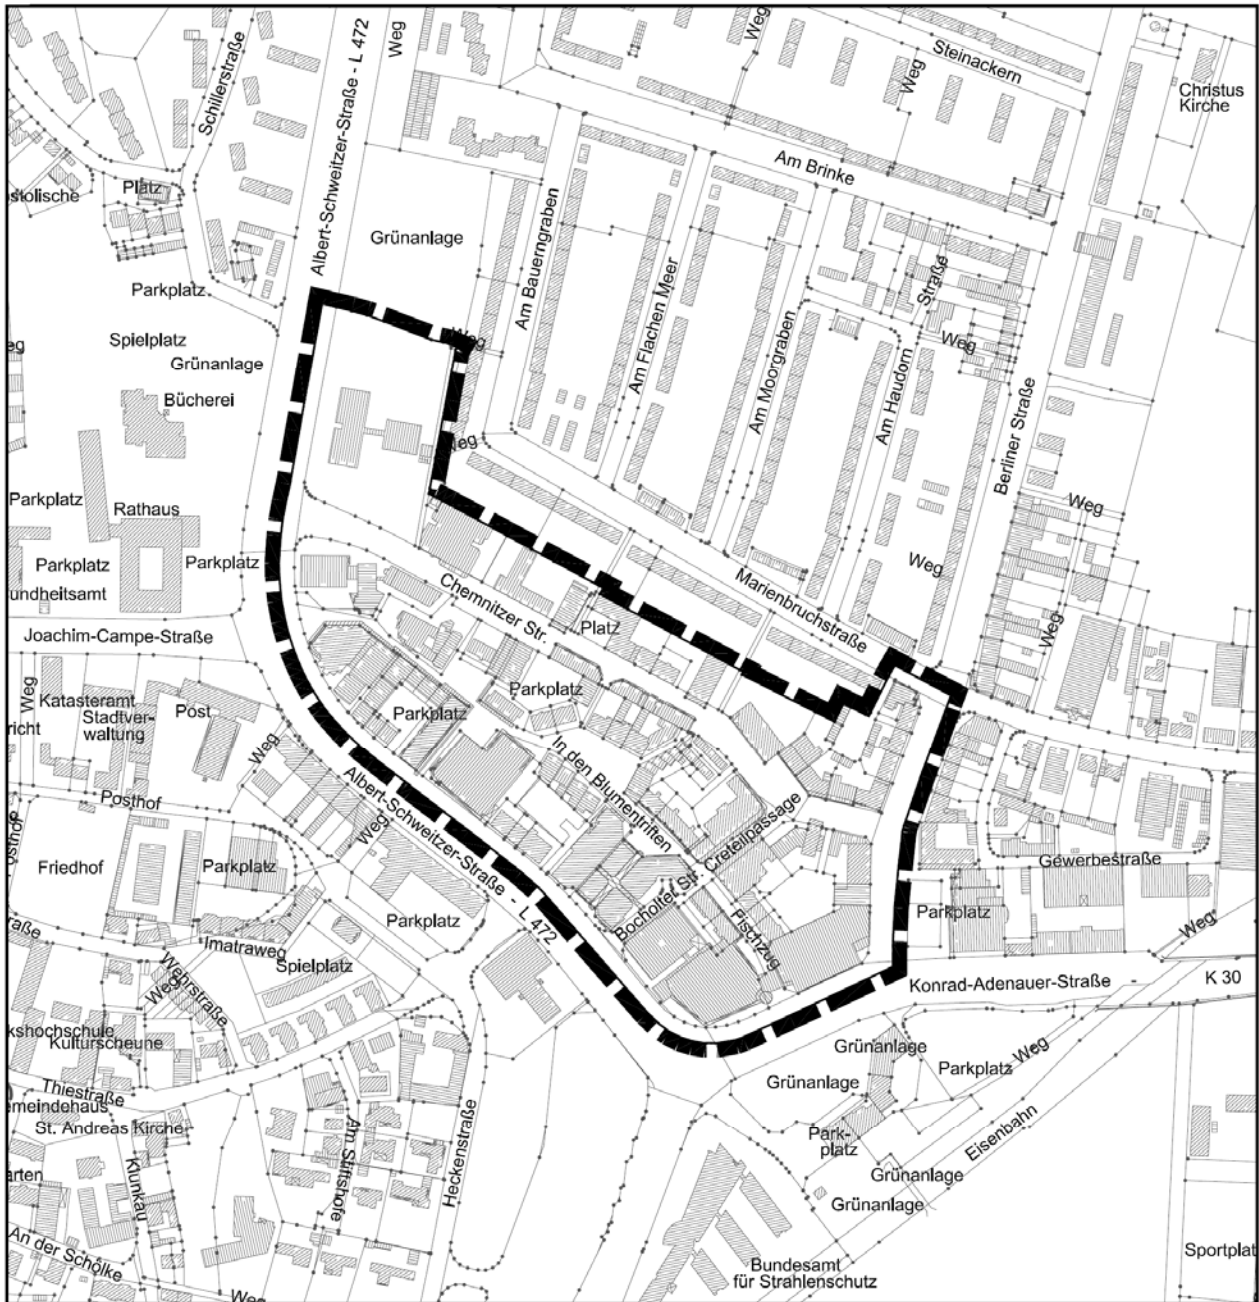 Schillerstraße
Albert-Schweitzer-Straße - L 472
Weg
Weg
Steinackern
Weg
Christus
Kirche
Am Brinke
stolische
Platz
Grünanlage
Am Bauerngraben
Am Flachen Meer
Straße
Parkplatz
Weg
Am Moorgraben
Weg
eg
Spielplatz
Grünanlage
Am Haudorn
Bücherei
Berliner Straße
Weg
Weg
Parkplatz
Rathaus
Parkplatz
Parkplatz
Weg
undheitsamt
Chemnitzer Str.
Marienbruchstraße
Joachim-Campe-Straße
Platz
Weg
Weg
Katasteramt
Stadtver-
waltung
Post
Parkplatz
Parkplatz
richt
Weg
In den Blumentriften
Posthof
Albert-Schweitzer-Straße - L 472
Weg
Posthof
Creteilpassage
Gewerbestraße
Friedhof
Parkplatz
Bocholter Str.
Parkplatz
Parkplatz
Pischzug
Weg
raße
Imatraweg
Spielplatz
Wehrstraße
Weg
Konrad-Adenauer-Straße
K 30
kshochschule
Kulturscheune
Grünanlage
Weg
Parkplatz
Grünanlage
Thiestraße
emeindehaus
St. Andreas Kirche
Am Stiftshofe
Heckenstraße
Park-
platz
Eisenbahn
Klunkau
Grünanlage
arten
Grünanlage
An der Schölke
Sportplat
Bundesamt
für Strahlenschutz
Weg